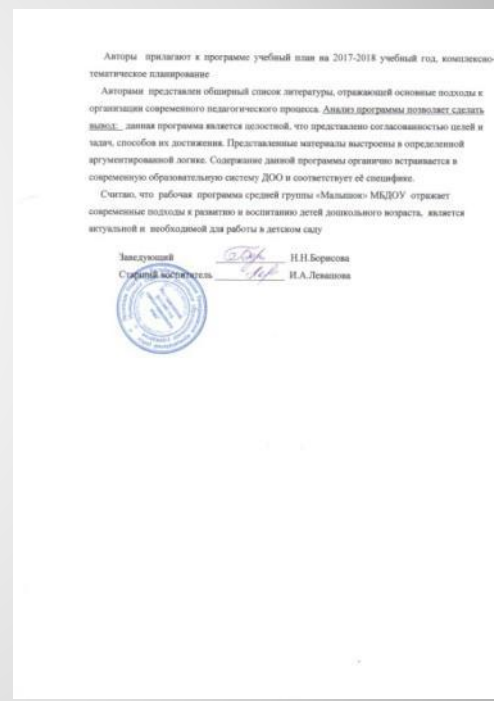 Авторы прилагают к программе учебный план на 2017-2018 учебный год, комплексно-
тематическое планирование
Авторами представлен обширный список литературы, отражающей основные подходы к
организации современного педагогического процесса. Анализ программы позволяет сделать
вывод: данная программа является целостной, что представлено согласованностью целей и
задач, способов их достижения. Представленные материалы выстроены в определенной
аргументированной логике. Содержание данной программы органично встраивается в
современную образовательную систему ДОО и соответствует её специфике.
Считаю, что рабочая программа средней группы «Малышок» МБДОУ отражает
современные подходы к развитию и воспитанию детей дошкольного возраста, является
актуальной и необходимой для работы в детском саду
Заведующий Н.Н.Борисова
Старший воспитатель И.А.Левашова